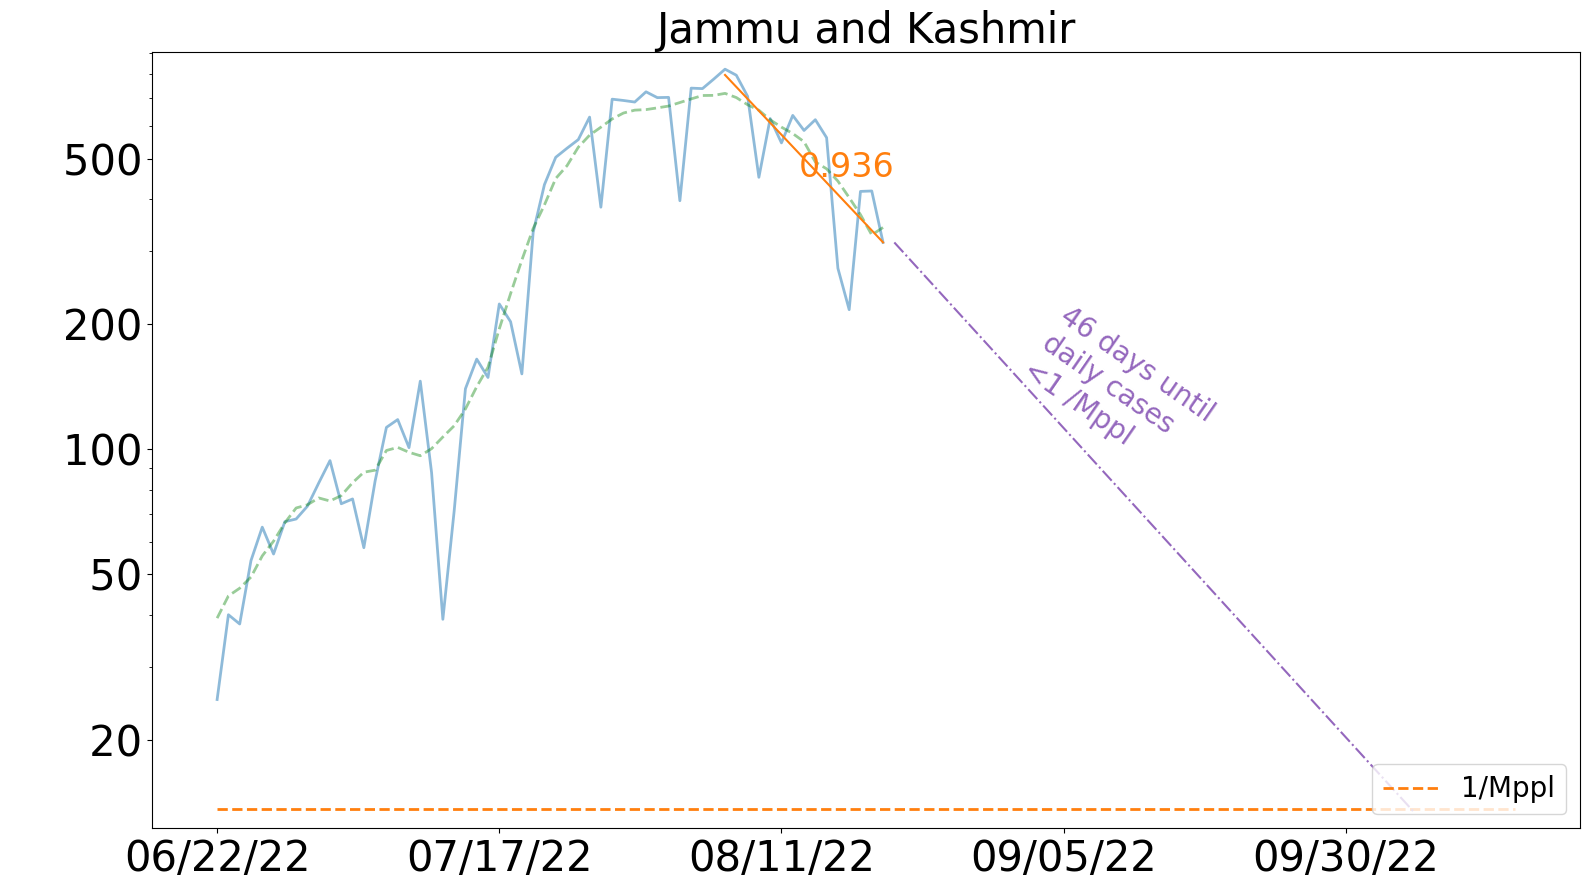 Jammu and Kashmir
500
200
100
50
20
0.936
46 days until
daily cases
<1 /Mppl
1/Mppl
06/22/22
07/17/22
08/11/22
09/05/22
09/30/22